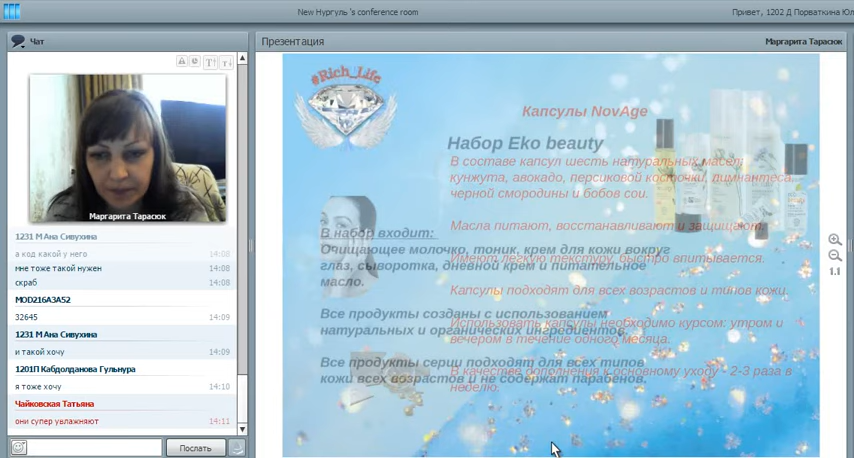 New Нургуль 's conference room
Привет, 1202 Д Порваткина Юл
Чат
Презентация
Маргарита Тарасюк
Маргарита Тарасюк
1231 М Ана Сивухина
а код какой у него 14:08
мне тоже такой нужен 14:08
скраб 14:08
MOD216A3A52
32645 14:09
1231 М Ана Сивухина
и такой хочу 14:09
1201П Кабдолданова Гульнура
я тоже хочу 14:10
Чайковская Татьяна
они супер увлажняют 14:11
Послать
@Rich_Life
Капсулы NovAge
Набор Eko beauty
В составе капсул шесть натуральных масел:
кунжута, авокадо, персиковой косточки, лимнантеса,
черной смородины и бобов сои.
Масла питают, восстанавливают и защищают.
В набор входит:
Очищающее молочко, тоник, крем для кожи вокруг
Имеют легкую текстуру, быстро впитывается.
глаз, сыворотка, дневной крем и питательное
масло.
Капсулы подходят для всех возрастов и типов кожи.
Все продукты созданы с использованием
натуральных и органических ингредиентов.
Использовать капсулы необходимо курсом: утром и
вечером в течение одного месяца.
Все продукты серии подходят для всех типов
кожи всех возрастов и не содержат парабенов.
В качестве дополнения к основному уходу - 2-3 раза в
неделю.
1.1